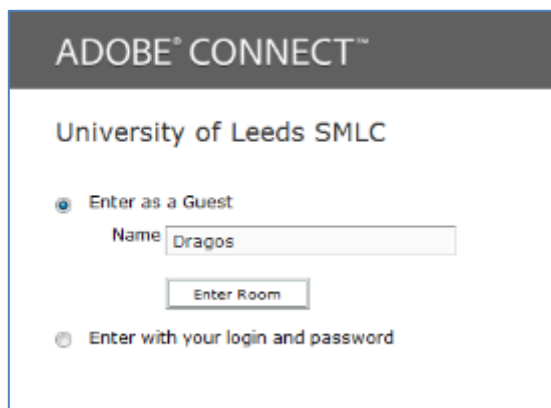 ADOBE® CONNECT™
University of Leeds SMLC
Enter as a Guest
Name Dragos
Enter Room
Enter with your login and password